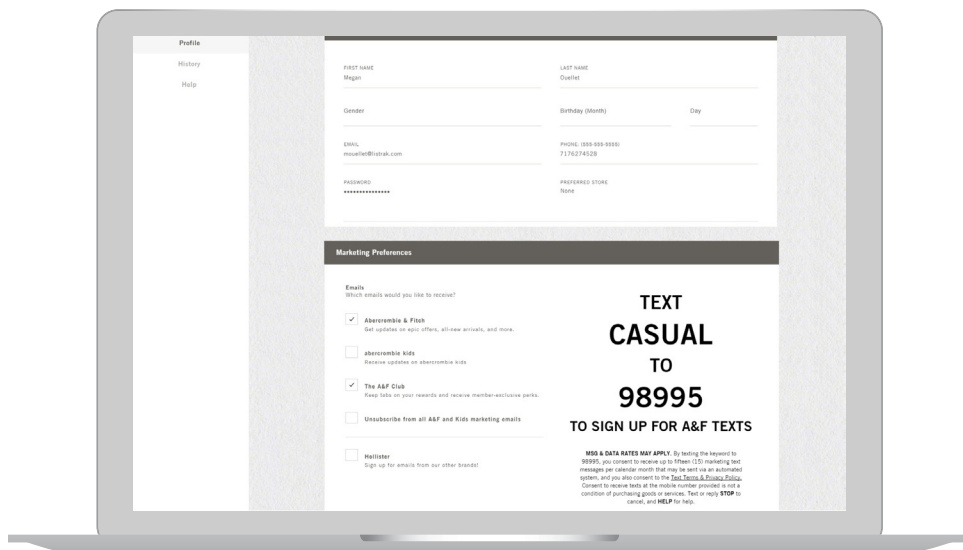 Profile
History
Help
FIRST NAME
Megan
LAST NAME
Ouellet
Gender
Birthday (Month)
Day
EMAIL
mouellet@listrak.com
PHONE: (555-555-5555)
7176274528
PASSWORD
PREFERRED STORE
None
Marketing Preferences
Emails
Which emails would you like to receive?
Abercrombie & Fitch
Get updates on epic offers, all-new arrivals, and more.
abercrombie kids
Receive updates on abercrombie kids
The A&F Club
Keep tabs on your rewards and receive member-exclusive perks.
Unsubscribe from all A&F and Kids marketing emails
Hollister
Sign up for emails from our other brands!
TEXT
CASUAL
TO
98995
TO SIGN UP FOR A&F TEXTS
MSG & DATA RATES MAY APPLY. By texting the keyword to
98995, you consent to receive up to fifteen (15) marketing text
messages per calendar month that may be sent via an automated
system, and you also consent to the Text Terms & Privacy Policy.
Consent to receive texts at the mobile number provided is not a
condition of purchasing goods or services. Text or reply STOP to
cancel, and HELP for help.